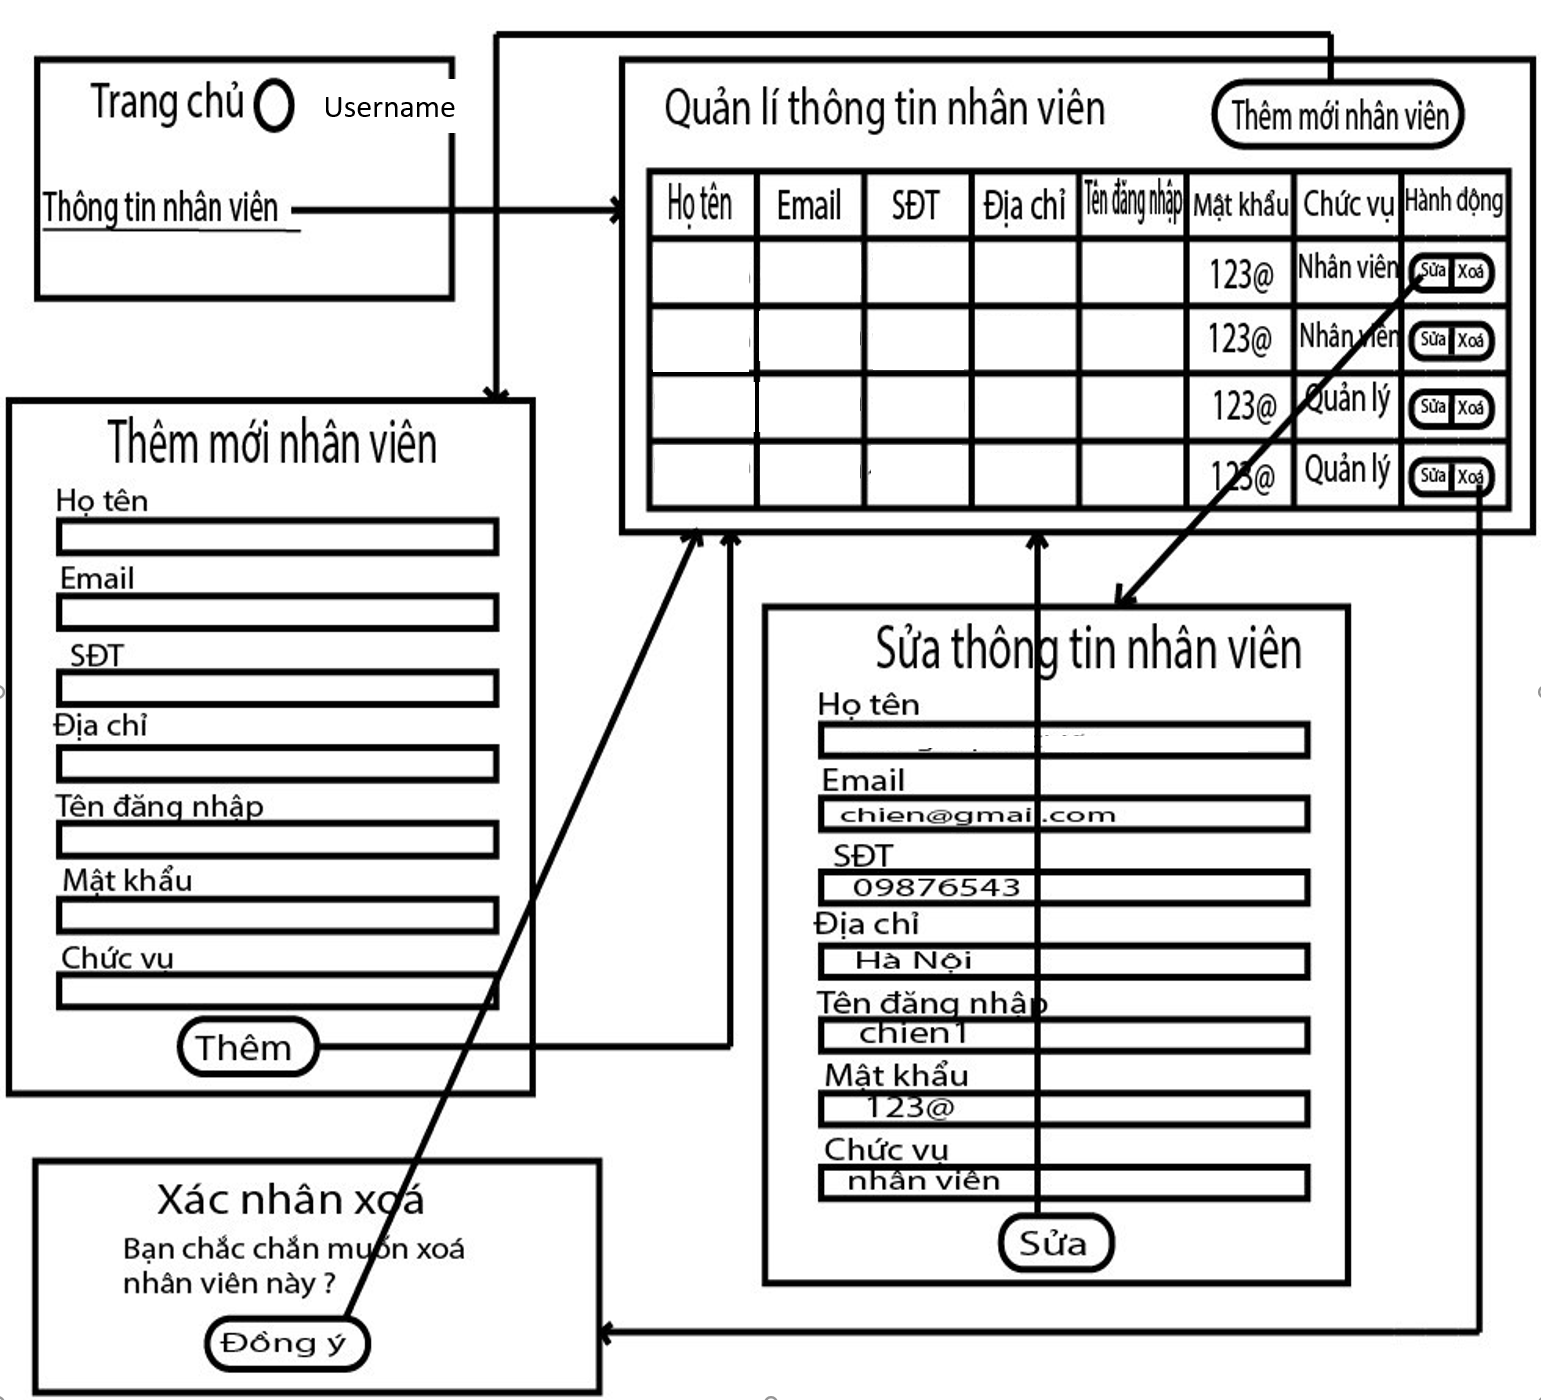 Trang chủ
Username
Thông tin nhân viên
Quản lí thông tin nhân viên
Thêm mới nhân viên
Họ tên Email SĐT Địa chỉ Tên đăng nhập Mật khẩu Chức vụ Hành động
123@ Nhân viên Sửa Xoá
123@ Nhân viên Sửa Xoá
123@ Quản lý Sửa Xoá
123@ Quản lý Sửa Xoá
Thêm mới nhân viên
Họ tên
Email
SĐT
Địa chỉ
Tên đăng nhập
Mật khẩu
Chức vụ
Thêm
Sửa thông tin nhân viên
Họ tên
Email
chien@gmail.com
SĐT
09876543
Địa chỉ
Hà Nội
Tên đăng nhập
chien1
Mật khẩu
123@
Chức vụ
nhân viên
Sửa
Xác nhân xoá
Bạn chắc chắn muốn xoá
nhân viên này ?
Đồng ý